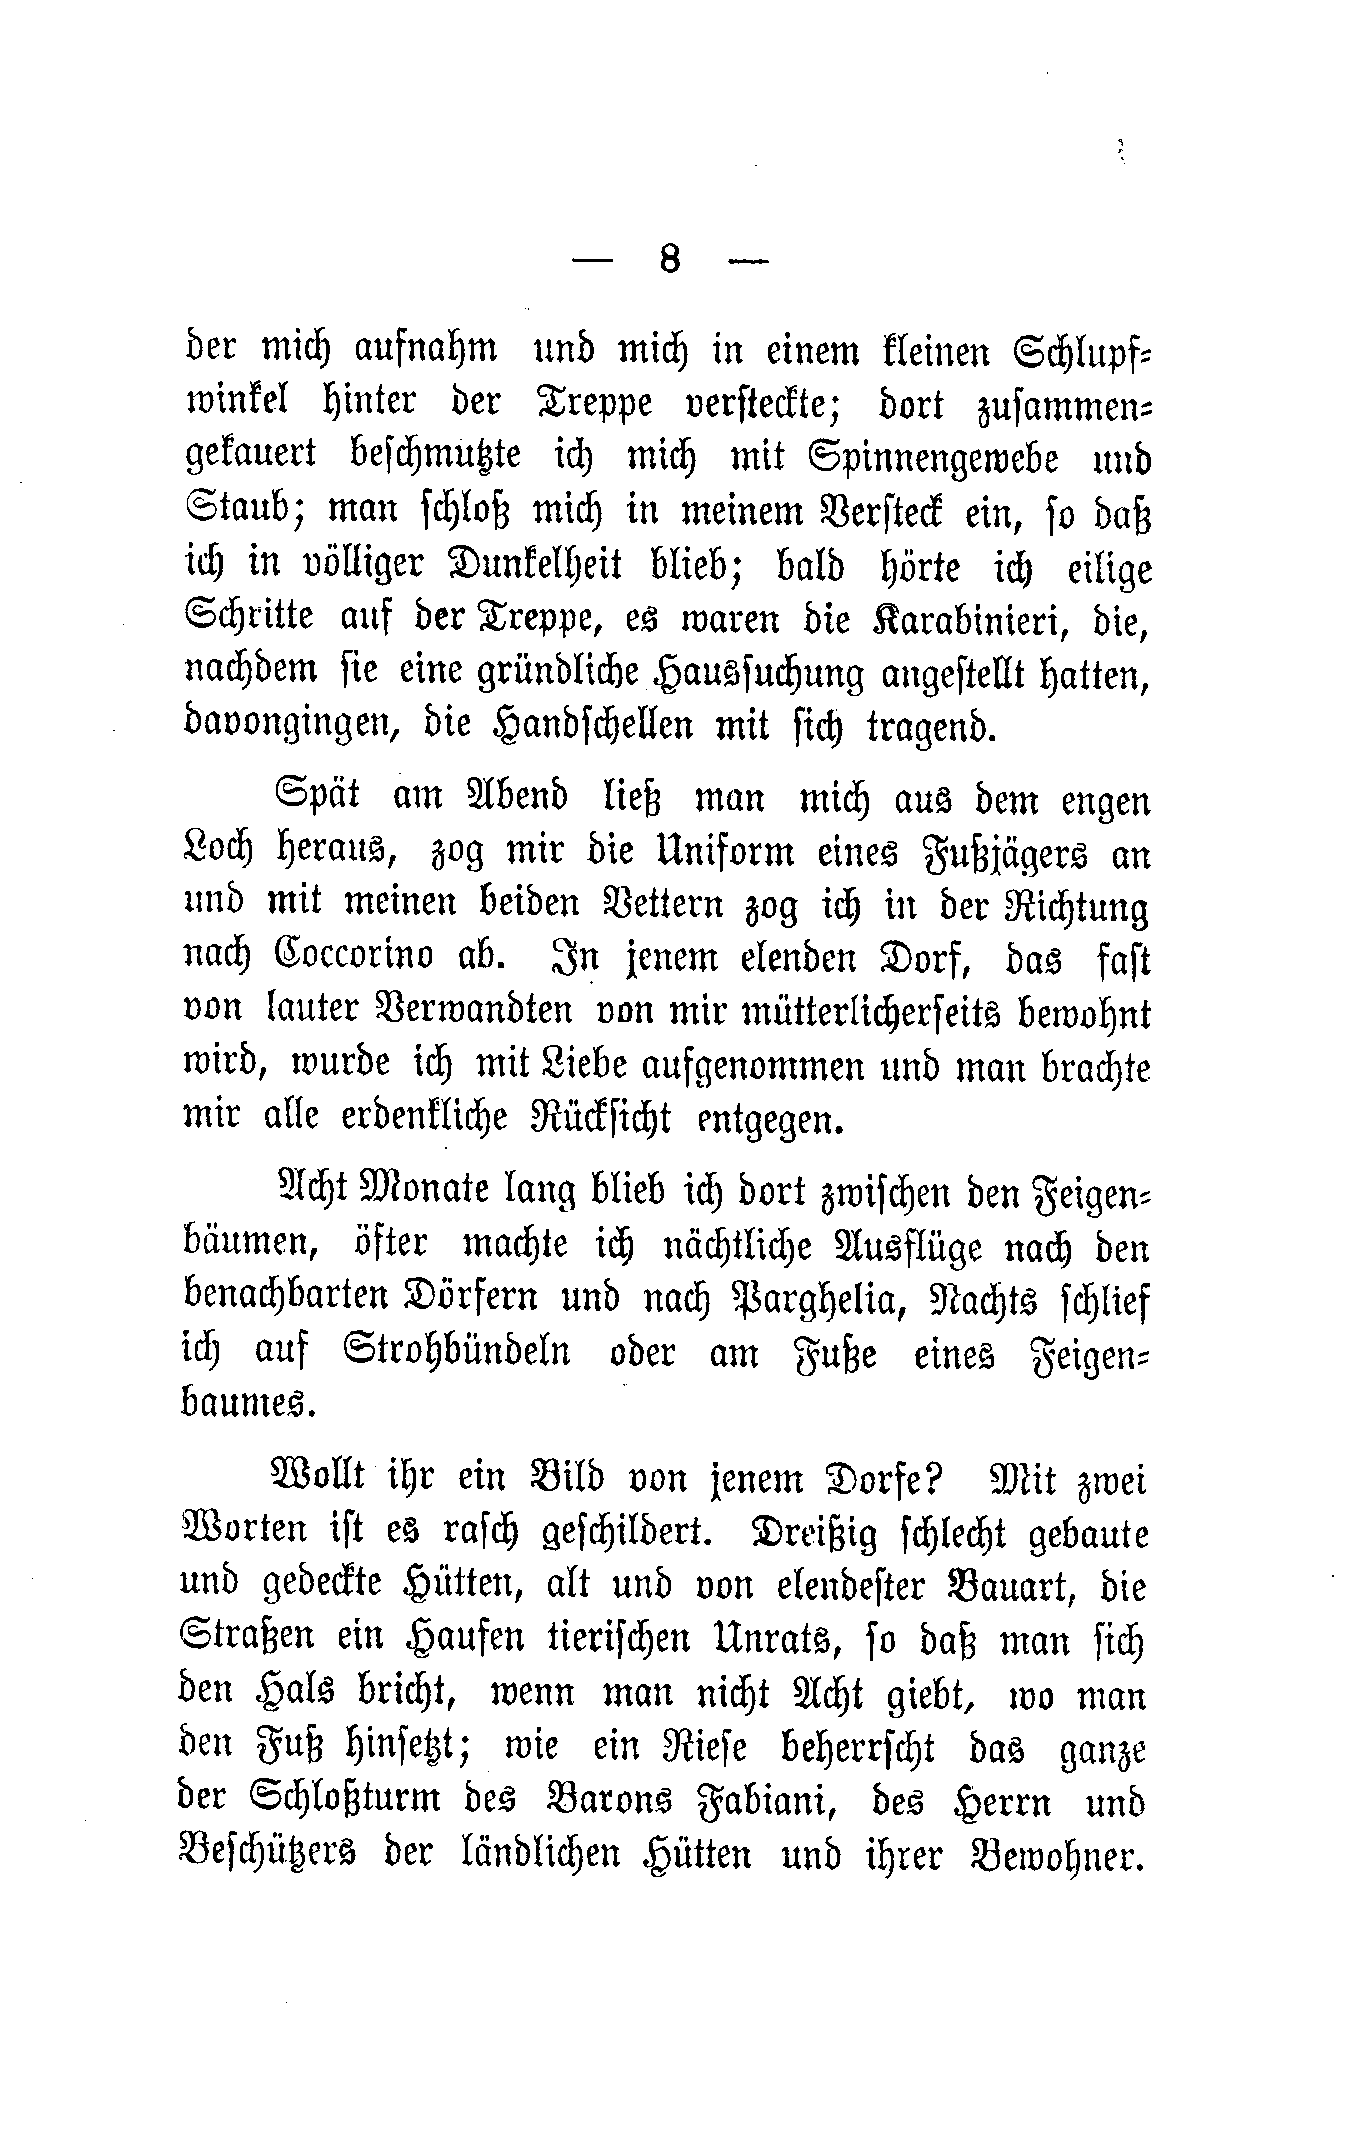 — 8 —
der mich aufnahm und mich in einem kleinen Schlupf-
winkel hinter der Treppe versteckte; dort zusammen-
gekauert beschmutzte ich mich mit Spinnengewebe und
Staub; man schloß mich in meinem Versteck ein, so daß
ich in völliger Dunkelheit blieb; bald hörte ich eilige
Schritte auf der Treppe, es waren die Karabinieri, die,
nachdem sie eine gründliche Haussuchung angestellt hatten,
davongingen, die Handschellen mit sich tragend.
Spät am Abend ließ man mich aus dem engen
Loch heraus, zog mir die Uniform eines Fußjägers an
und mit meinen beiden Vettern zog ich in der Richtung
nach Coccorino ab. In jenem elenden Dorf, das fast
von lauter Verwandten von mir mütterlicherseits bewohnt
wird, wurde ich mit Liebe aufgenommen und man brachte
mir alle erdenkliche Rücksicht entgegen.
Acht Monate lang blieb ich dort zwischen den Feigen-
bäumen, öfter machte ich nächtliche Ausflüge nach den
benachbarten Dörfern und nach Parghelia, Nachts schlief
ich auf Strohbündeln oder am Fuße eines Feigen-
baumes.
Wollt ihr ein Bild von jenem Dorfe? Mit zwei
Worten ist es rasch geschildert. Dreißig schlecht gebaute
und gedeckte Hütten, alt und von elendester Bauart, die
Straßen ein Haufen tierischen Unrats, so daß man sich
den Hals bricht, wenn man nicht Acht giebt, wo man
den Fuß hinsetzt; wie ein Riese beherrscht das ganze
der Schloßturm des Barons Fabiani, des Herrn und
Beschützers der ländlichen Hütten und ihrer Bewohner.